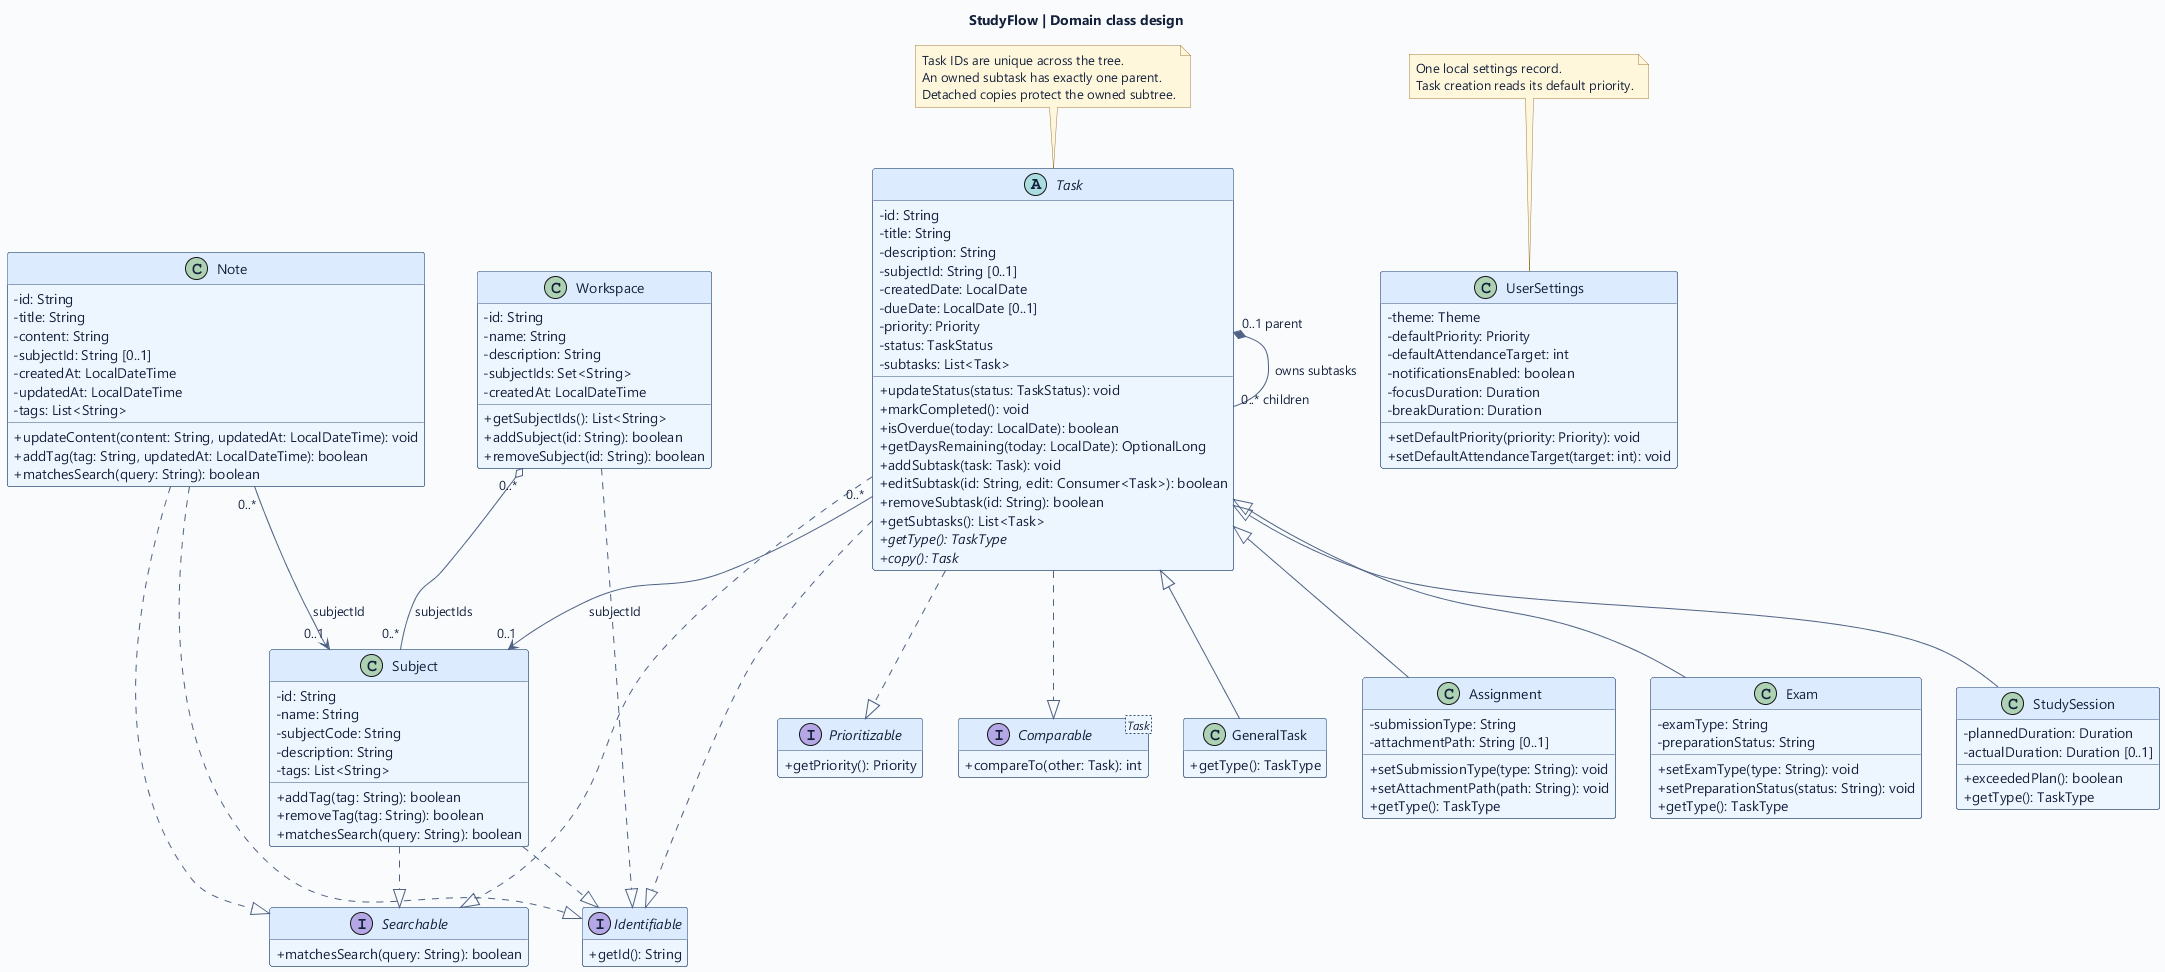 StudyFlow | Domain class design
Task IDs are unique across the tree.
An owned subtask has exactly one parent.
Detached copies protect the owned subtree.
One local settings record.
Task creation reads its default priority.
A Task
-id: String
-title: String
-description: String
-subjectId: String [0..1]
-createdDate: LocalDate
-dueDate: LocalDate [0..1]
-priority: Priority
-status: TaskStatus
-subtasks: List<Task>
+updateStatus(status: TaskStatus): void
+markCompleted(): void
+isOverdue(today: LocalDate): boolean
+getDaysRemaining(today: LocalDate): OptionalLong
+addSubtask(task: Task): void
+editSubtask(id: String, edit: Consumer<Task>): boolean
+removeSubtask(id: String): boolean
+getSubtasks(): List<Task>
+getType(): TaskType
+copy(): Task
0..1 parent
owns subtasks
0..* children
C Note
-id: String
-title: String
-content: String
-subjectId: String [0..1]
-createdAt: LocalDateTime
-updatedAt: LocalDateTime
-tags: List<String>
+updateContent(content: String, updatedAt: LocalDateTime): void
+addTag(tag: String, updatedAt: LocalDateTime): boolean
+matchesSearch(query: String): boolean
C Workspace
-id: String
-name: String
-description: String
-subjectIds: Set<String>
-createdAt: LocalDateTime
+getSubjectIds(): List<String>
+addSubject(id: String): boolean
+removeSubject(id: String): boolean
C UserSettings
-theme: Theme
-defaultPriority: Priority
-defaultAttendanceTarget: int
-notificationsEnabled: boolean
-focusDuration: Duration
-breakDuration: Duration
+setDefaultPriority(priority: Priority): void
+setDefaultAttendanceTarget(target: int): void
0..*
0..*
0..*
subjectId
subjectIds
subjectId
0..1
0..*
0..1
C Subject
-id: String
-name: String
-subjectCode: String
-description: String
-tags: List<String>
+addTag(tag: String): boolean
+removeTag(tag: String): boolean
+matchesSearch(query: String): boolean
I Prioritizable
+getPriority(): Priority
I Comparable
Task
+compareTo(other: Task): int
C GeneralTask
+getType(): TaskType
C Assignment
-submissionType: String
-attachmentPath: String [0..1]
+setSubmissionType(type: String): void
+setAttachmentPath(path: String): void
+getType(): TaskType
C Exam
-examType: String
-preparationStatus: String
+setExamType(type: String): void
+setPreparationStatus(status: String): void
+getType(): TaskType
C StudySession
-plannedDuration: Duration
-actualDuration: Duration [0..1]
+exceededPlan(): boolean
+getType(): TaskType
I Searchable
+matchesSearch(query: String): boolean
I Identifiable
+getId(): String